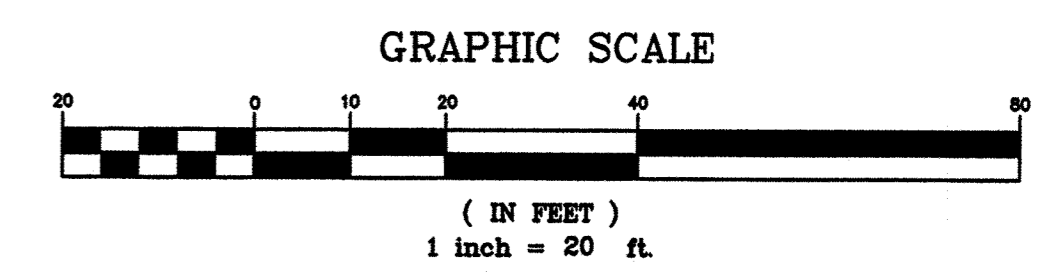 GRAPHIC SCALE
20 0 10 20 40 80
( IN FEET )
1 inch = 20 ft.